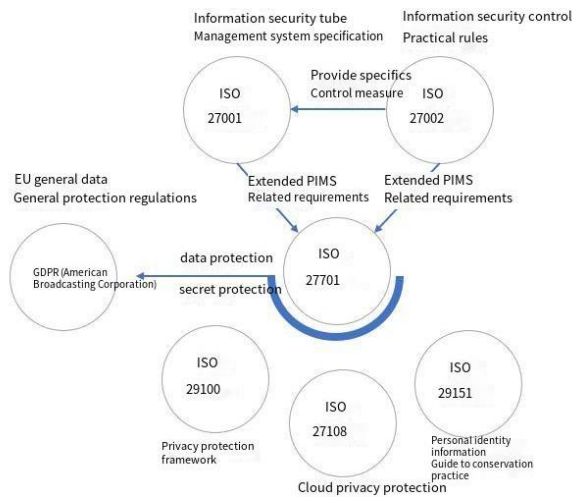 Information security tube
Management system specification
Information security control
Practical rules
ISO
27001
Provide specifics
Control measure
ISO
27002
EU general data
General protection regulations
Extended PIMS
Related requirements
Extended PIMS
Related requirements
GDPR (American
Broadcasting Corporation)
data protection
secret protection
ISO
27701
ISO
29100
Privacy protection
framework
ISO
27108
Cloud privacy protection
ISO
29151
Personal identity
information
Guide to conservation
practice